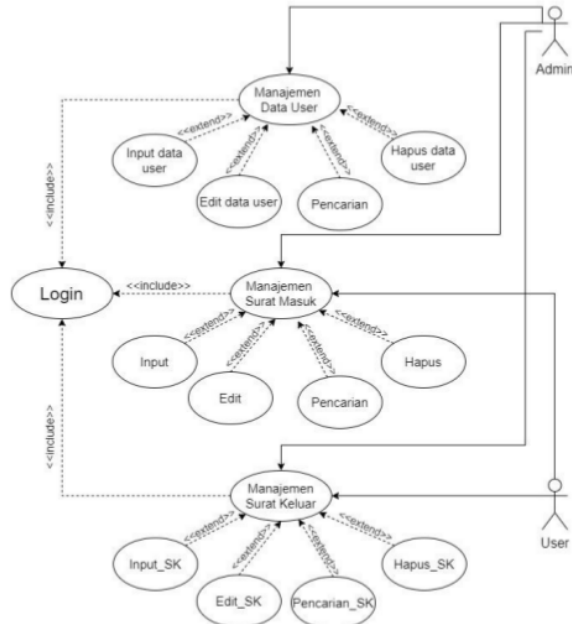 Admin
Manajemen
Data User
<<extend>>
<<extend>>
<<extend>>
<<extend>>
Input data
user
Hapus data
user
Edit data user
Pencarian
<<include>>
Login
<<include>>
Manajemen
Surat Masuk
<<extend>>
<<extend>>
<<extend>>
<<extend>>
Input
Hapus
Edit
Pencarian
<<include>>
Manajemen
Surat Keluar
User
<<extend>>
<<extend>>
<<extend>>
<<extend>>
Input_SK
Hapus_SK
Edit_SK
Pencarian_SK